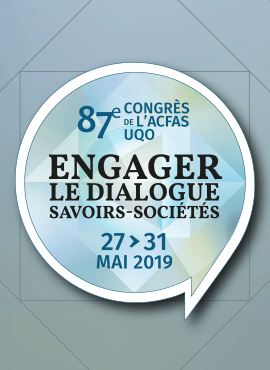 87e CONGRÈS
DE L'ACFAS
UQO
ENGAGER
LE DIALOGUE
SAVOIRS-SOCIÉTÉS
27 > 31
MAI 2019